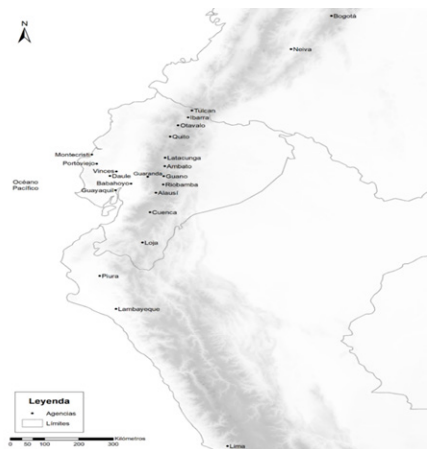 N
Bogotá
Neiva
Tulcan
Ibarra
Otavalo
Quito
Montecristi
Portoviejo
Latacunga
Ambato
Vinces
Daule
Guaranda
Guano
Babahoyo
Riobamba
Guayaquil
Alausí
Océano
Pacífico
Cuenca
Loja
Piura
Lambayeque
Lima
Leyenda
Agencias
Límites
0 50 100 200 300
Kilómetros